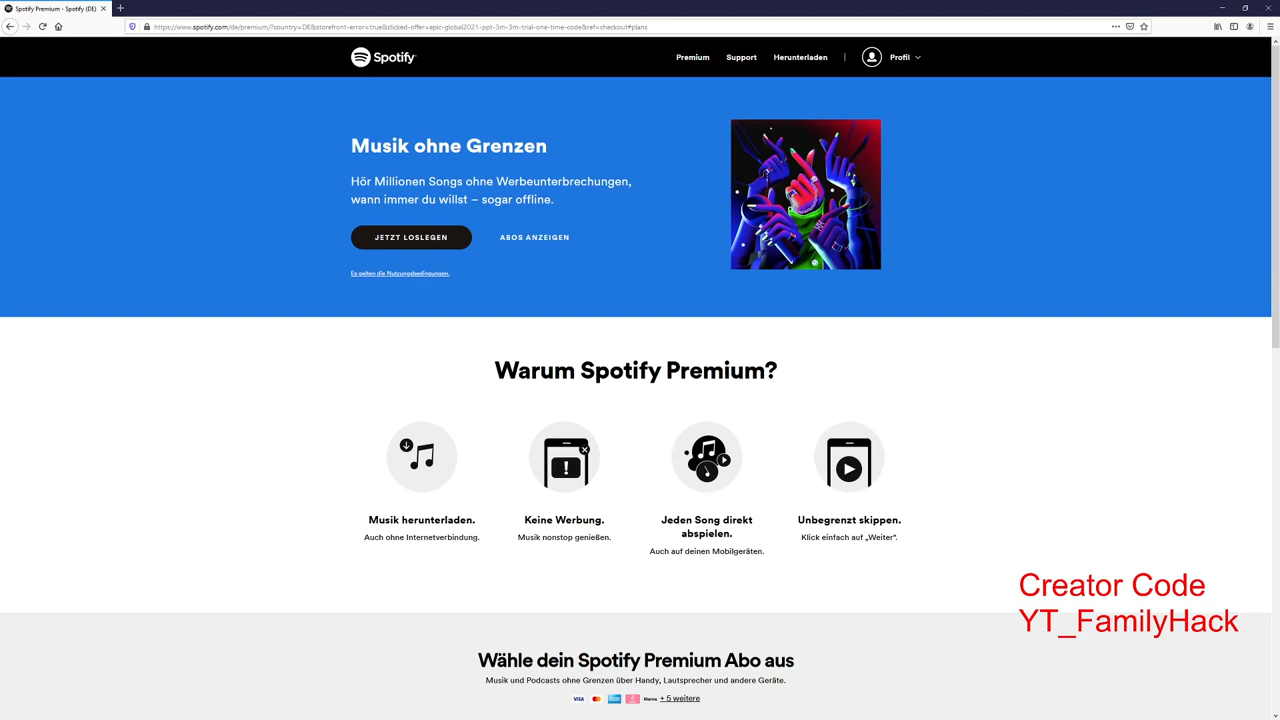 Spotify Premium - Spotify (DE)
https://www.spotify.com/de/premium/?country=DE&storefront-error=true&clicked-offer=epic-global2021-ppt-3m-3m-trial-one-time-code&ref=checkout#plans
Spotify
Premium
Support
Herunterladen
Profil
Musik ohne Grenzen
Hör Millionen Songs ohne Werbeunterbrechungen,
wann immer du willst – sogar offline.
JETZT LOSLEGEN
ABOS ANZEIGEN
Es gelten die Nutzungsbedingungen.
Warum Spotify Premium?
Musik herunterladen.
Auch ohne Internetverbindung.
Keine Werbung.
Musik nonstop genießen.
Jeden Song direkt
abspielen.
Auch auf deinen Mobilgeräten.
Unbegrenzt skippen.
Klick einfach auf „Weiter“.
Creator Code
YT_FamilyHack
Wähle dein Spotify Premium Abo aus
Musik und Podcasts ohne Grenzen über Handy, Lautsprecher und andere Geräte.
VISA
Klarna
+ 5 weitere